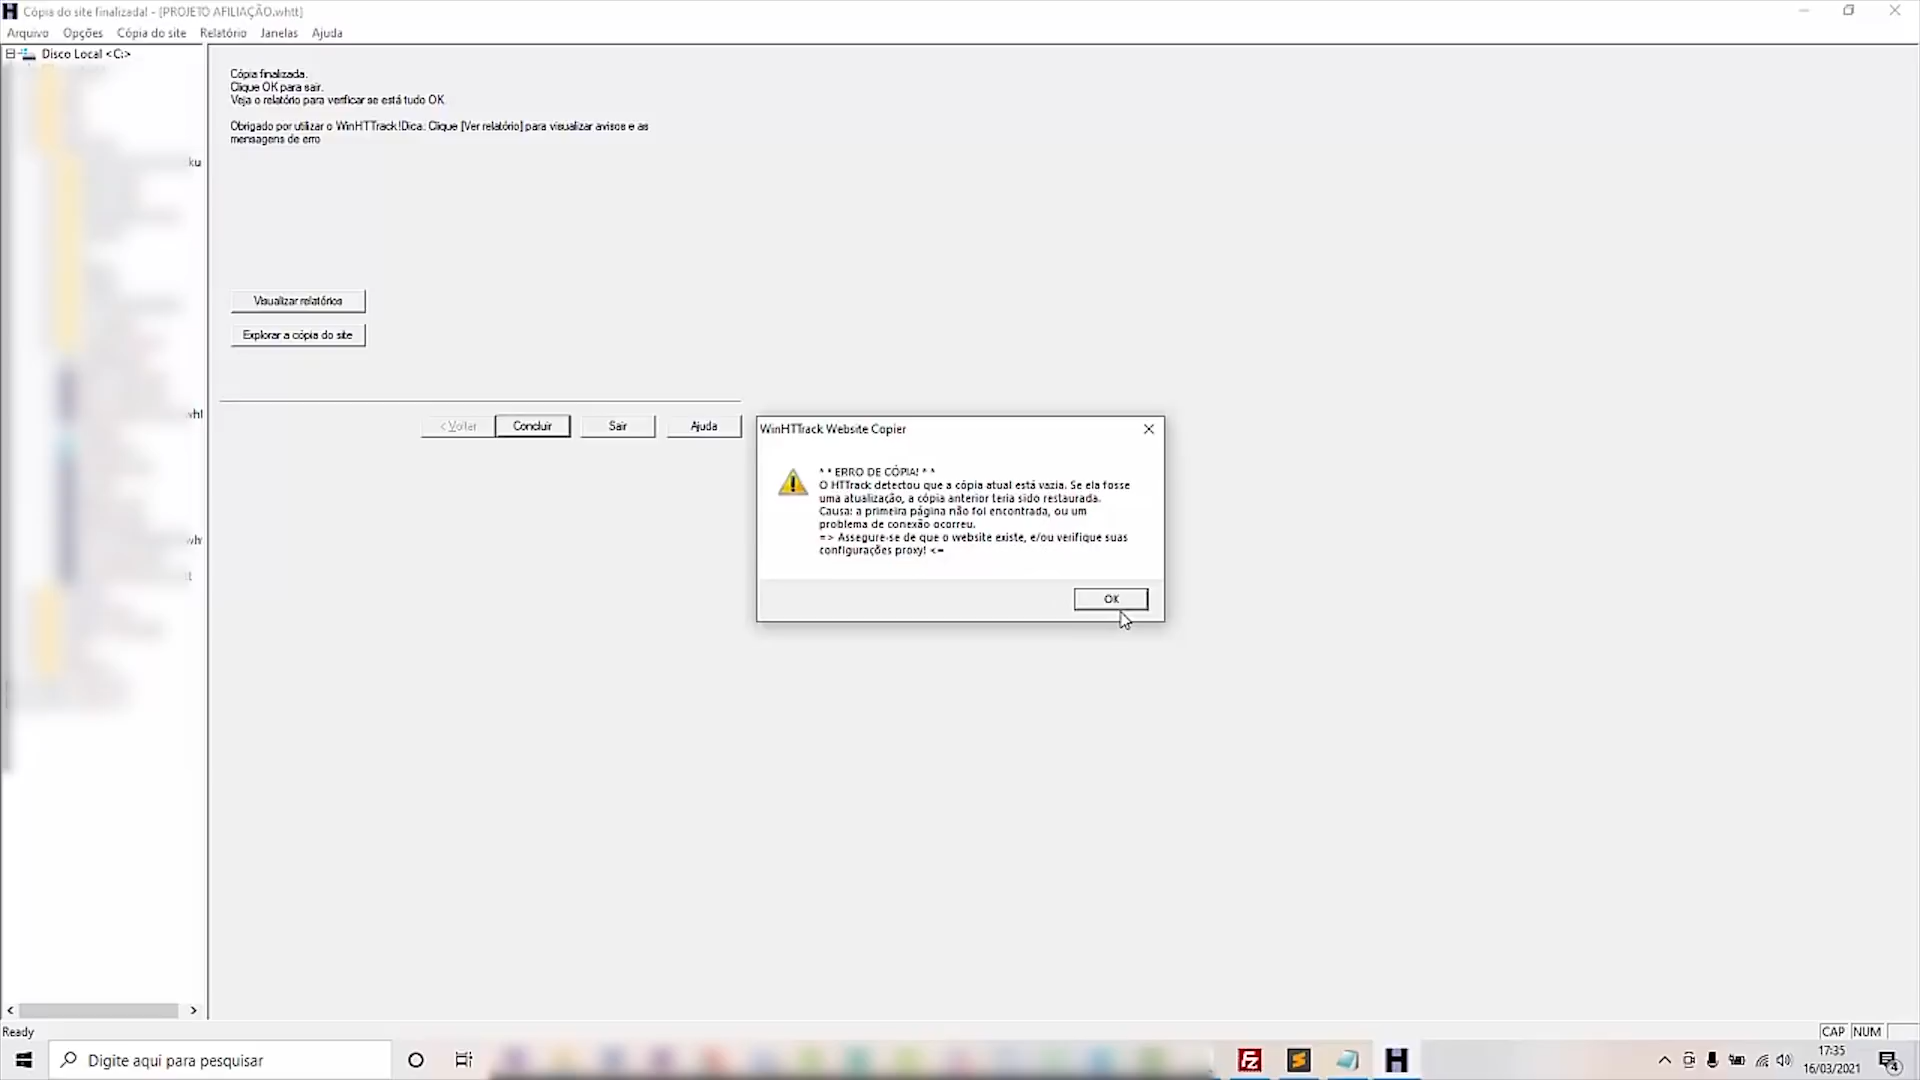 Cópia do site finalizada! - [PROJETO AFILIAÇÃO.whtt]
Arquivo Opções Cópia do site Relatório Janelas Ajuda
Disco Local <C:>
Cópia finalizada.
Clique OK para sair.
Veja o relatório para verificar se está tudo OK.
Obrigado por utilizar o WinHTTrack!Dica: Clique [Ver relatório] para visualizar avisos e as
mensagens de erro
ku
Visualizar relatórios
Explorar a cópia do site
< Voltar Concluir Sair Ajuda
WinHTTrack Website Copier
* * ERRO DE CÓPIA! * *
O HTTrack detectou que a cópia atual está vazia. Se ela fosse
uma atualização, a cópia anterior teria sido restaurada.
Causa: a primeira página não foi encontrada, ou um
problema de conexão ocorreu.
=> Assegure-se de que o website existe, e/ou verifique suas
configurações proxy! <=
OK
Ready
CAP NUM
Digite aqui para pesquisar
17:35
16/03/2021
4